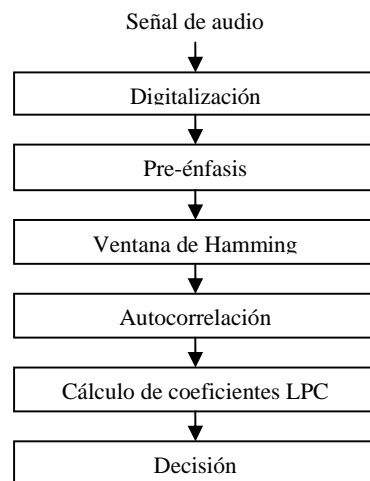 Señal de audio
Digitalización
Pre-énfasis
Ventana de Hamming
Autocorrelación
Cálculo de coeficientes LPC
Decisión